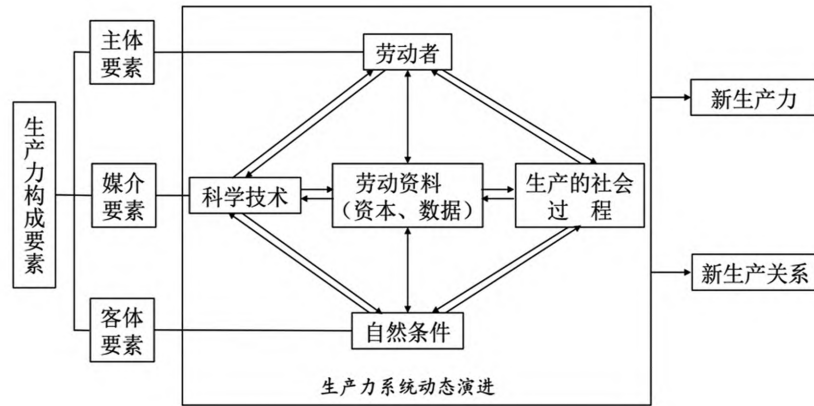 生产力构成要素
主体
要素
媒介
要素
客体
要素
劳动者
科学技术
劳动资料
（资本、数据）
生产的社会
过 程
自然条件
生产力系统动态演进
新生产力
新生产关系